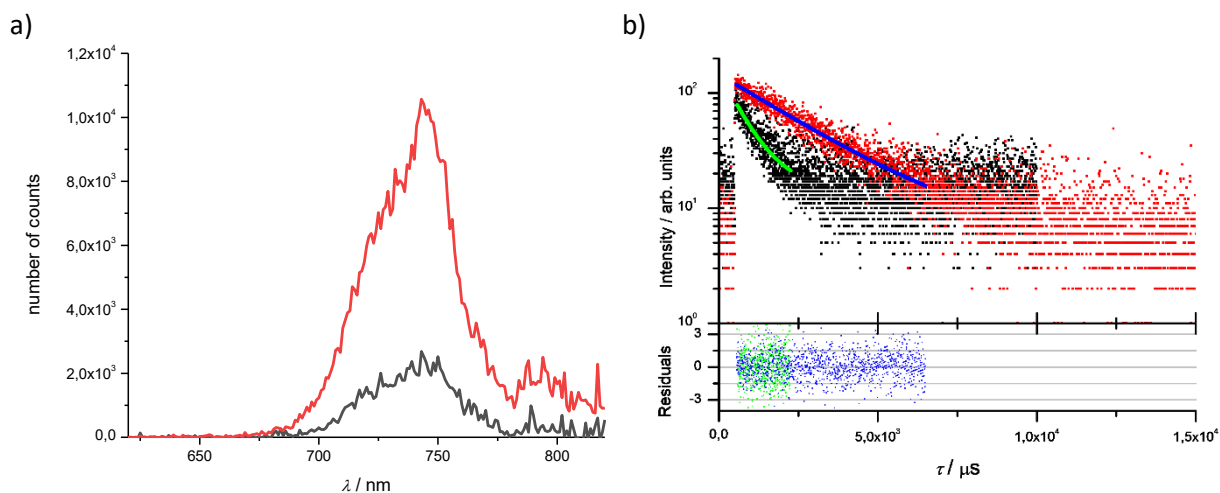 a)
number of counts
1,2x10⁴
1,0x10⁴
8,0x10³
6,0x10³
4,0x10³
2,0x10³
0,0
650
700
750
800
λ / nm
b)
Intensity / arb. units
10²
10¹
10⁰
Residuals
3
0
-3
0,0
5,0x10³
1,0x10⁴
1,5x10⁴
τ / μs